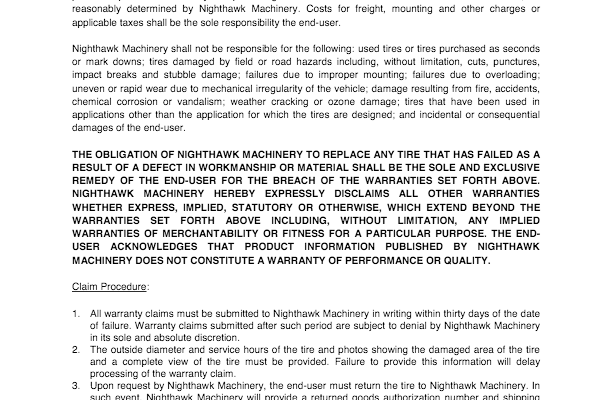 reasonably determined by Nighthawk Machinery. Costs for freight, mounting and other charges or
applicable taxes shall be the sole responsibility the end-user.
Nighthawk Machinery shall not be responsible for the following: used tires or tires purchased as seconds
or mark downs; tires damaged by field or road hazards including, without limitation, cuts, punctures,
impact breaks and stubble damage; failures due to improper mounting; failures due to overloading;
uneven or rapid wear due to mechanical irregularity of the vehicle; damage resulting from fire, accidents,
chemical corrosion or vandalism; weather cracking or ozone damage; tires that have been used in
applications other than the application for which the tires are designed; and incidental or consequential
damages of the end-user.
THE OBLIGATION OF NIGHTHAWK MACHINERY TO REPLACE ANY TIRE THAT HAS FAILED AS A
RESULT OF A DEFECT IN WORKMANSHIP OR MATERIAL SHALL BE THE SOLE AND EXCLUSIVE
REMEDY OF THE END-USER FOR THE BREACH OF THE WARRANTIES SET FORTH ABOVE.
NIGHTHAWK MACHINERY HEREBY EXPRESSLY DISCLAIMS ALL OTHER WARRANTIES
WHETHER EXPRESS, IMPLIED, STATUTORY OR OTHERWISE, WHICH EXTEND BEYOND THE
WARRANTIES SET FORTH ABOVE INCLUDING, WITHOUT LIMITATION, ANY IMPLIED
WARRANTIES OF MERCHANTABILITY OR FITNESS FOR A PARTICULAR PURPOSE. THE END-
USER ACKNOWLEDGES THAT PRODUCT INFORMATION PUBLISHED BY NIGHTHAWK
MACHINERY DOES NOT CONSTITUTE A WARRANTY OF PERFORMANCE OR QUALITY.
Claim Procedure:
1. All warranty claims must be submitted to Nighthawk Machinery in writing within thirty days of the date
of failure. Warranty claims submitted after such period are subject to denial by Nighthawk Machinery
in its sole and absolute discretion.
2. The outside diameter and service hours of the tire and photos showing the damaged area of the tire
and a complete view of the tire must be provided. Failure to provide this information will delay
processing of the warranty claim.
3. Upon request by Nighthawk Machinery, the end-user must return the tire to Nighthawk Machinery. In
such event, Nighthawk Machinery will provide a returned goods authorization number and shipping